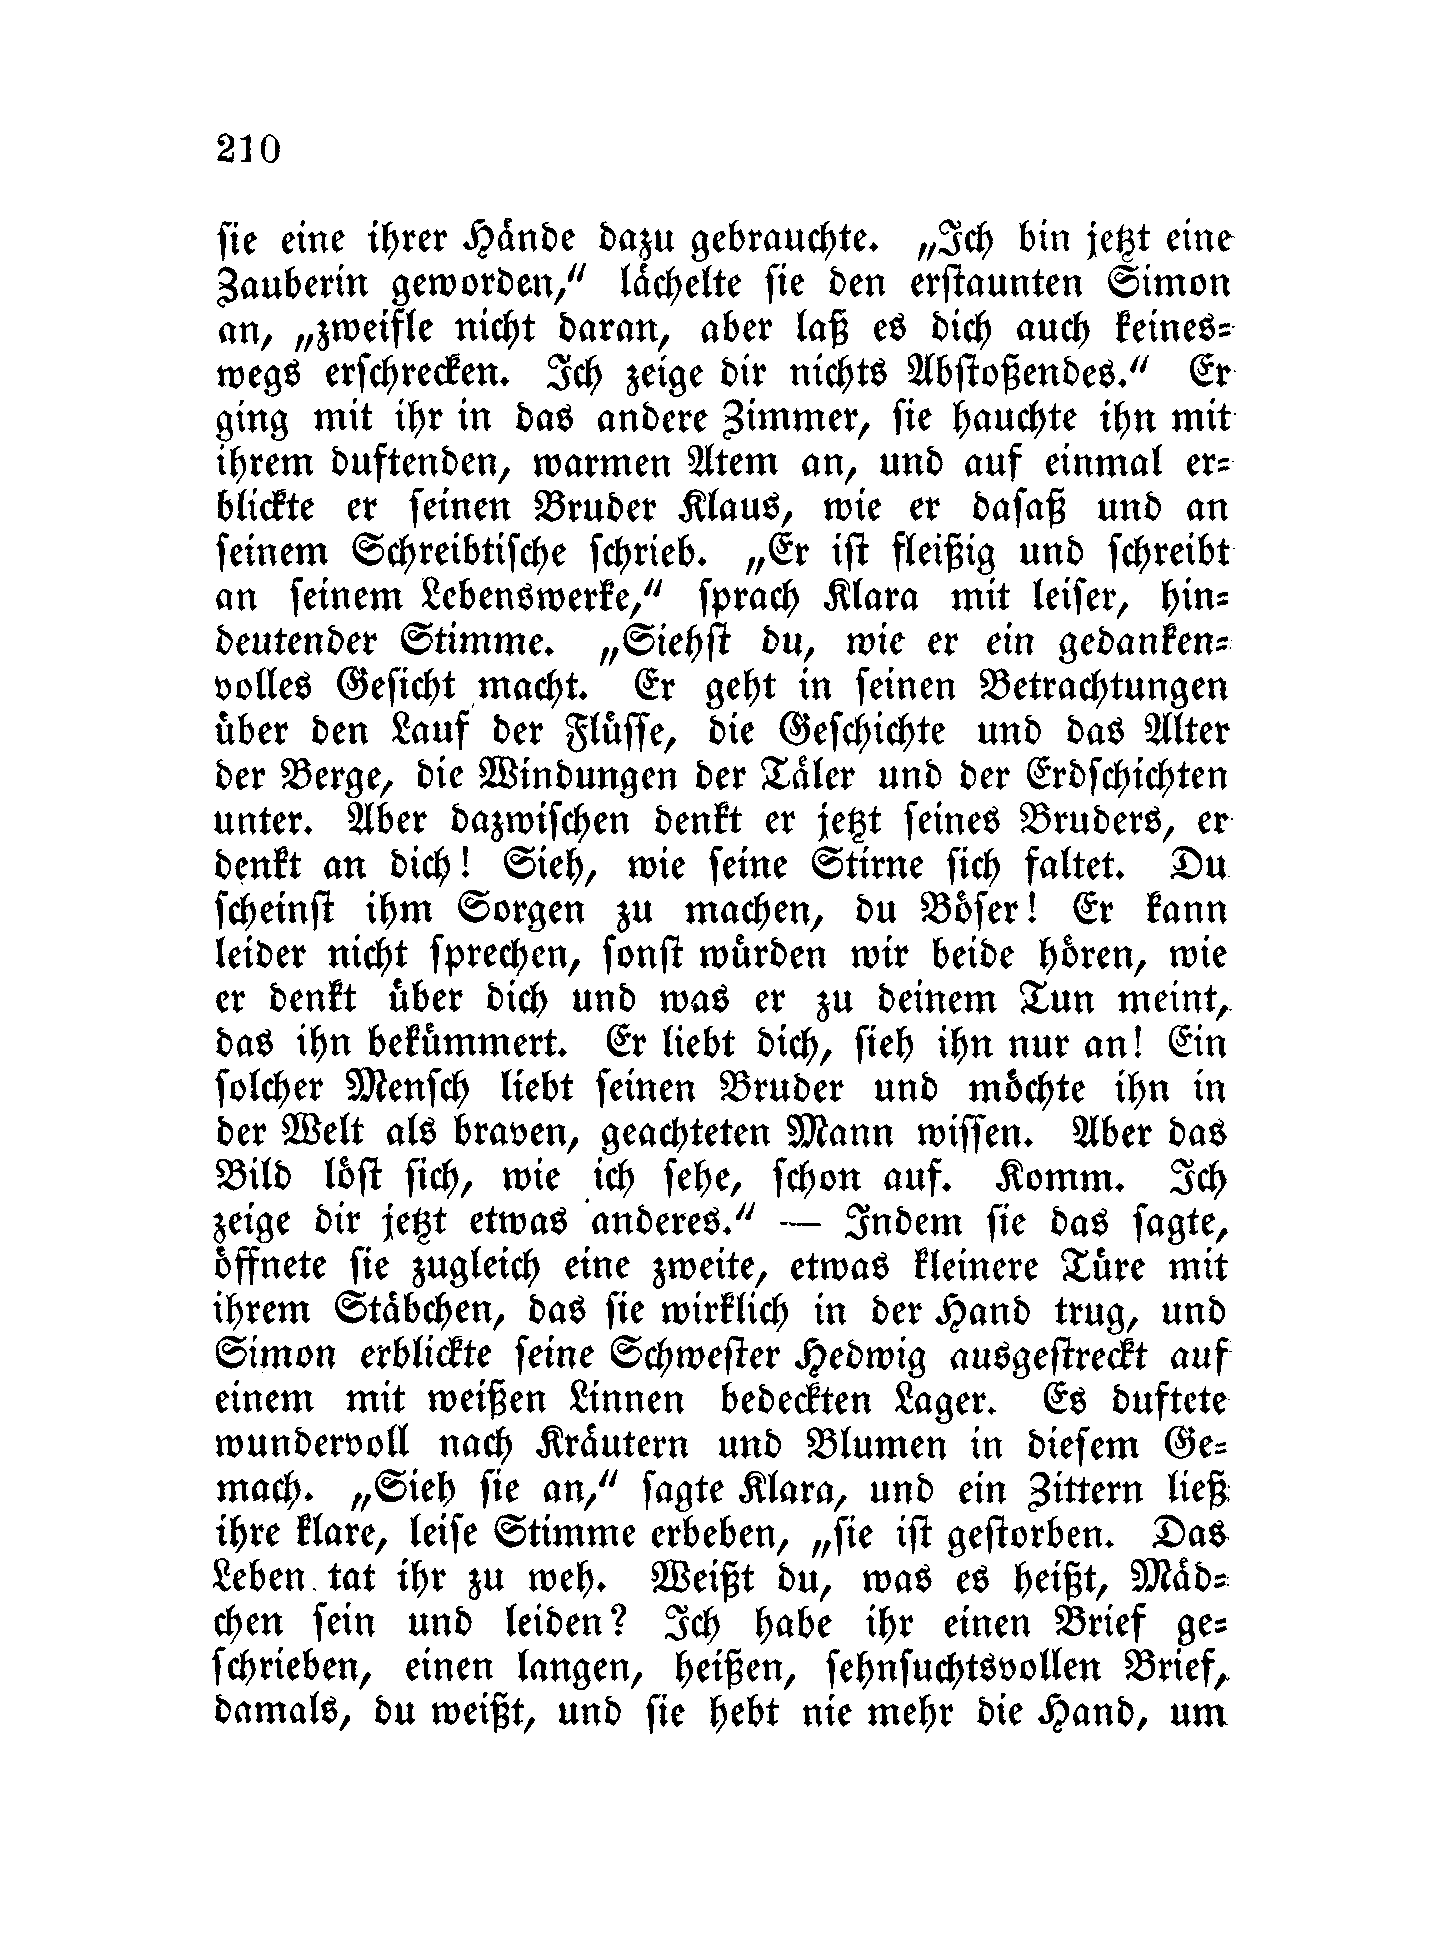 210
sie eine ihrer Hände dazu gebrauchte. „Ich bin jetzt eine
Zauberin geworden,“ lächelte sie den erstaunten Simon
an, „zweifle nicht daran, aber laß es dich auch keines-
wegs erschrecken. Ich zeige dir nichts Abstoßendes.“ Er
ging mit ihr in das andere Zimmer, sie hauchte ihn mit
ihrem duftenden, warmen Atem an, und auf einmal er-
blickte er seinen Bruder Klaus, wie er dasaß und an
seinem Schreibtische schrieb. „Er ist fleißig und schreibt
an seinem Lebenswerke,“ sprach Klara mit leiser, hin-
deutender Stimme. „Siehst du, wie er ein gedanken-
volles Gesicht macht. Er geht in seinen Betrachtungen
über den Lauf der Flüsse, die Geschichte und das Alter
der Berge, die Windungen der Täler und der Erdschichten
unter. Aber dazwischen denkt er jetzt seines Bruders, er
denkt an dich! Sieh, wie seine Stirne sich faltet. Du
scheinst ihm Sorgen zu machen, du Böser! Er kann
leider nicht sprechen, sonst würden wir beide hören, wie
er denkt über dich und was er zu deinem Tun meint,
das ihn bekümmert. Er liebt dich, sieh ihn nur an! Ein
solcher Mensch liebt seinen Bruder und möchte ihn in
der Welt als braven, geachteten Mann wissen. Aber das
Bild löst sich, wie ich sehe, schon auf. Komm. Ich
zeige dir jetzt etwas anderes.“ — Indem sie das sagte,
öffnete sie zugleich eine zweite, etwas kleinere Türe mit
ihrem Stäbchen, das sie wirklich in der Hand trug, und
Simon erblickte seine Schwester Hedwig ausgestreckt auf
einem mit weißen Linnen bedeckten Lager. Es duftete
wundervoll nach Kräutern und Blumen in diesem Ge-
mach. „Sieh sie an,“ sagte Klara, und ein Zittern ließ
ihre klare, leise Stimme erbeben, „sie ist gestorben. Das
Leben tat ihr zu weh. Weißt du, was es heißt, Mäd-
chen sein und leiden? Ich habe ihr einen Brief ge-
schrieben, einen langen, heißen, sehnsuchtsvollen Brief,
damals, du weißt, und sie hebt nie mehr die Hand, um